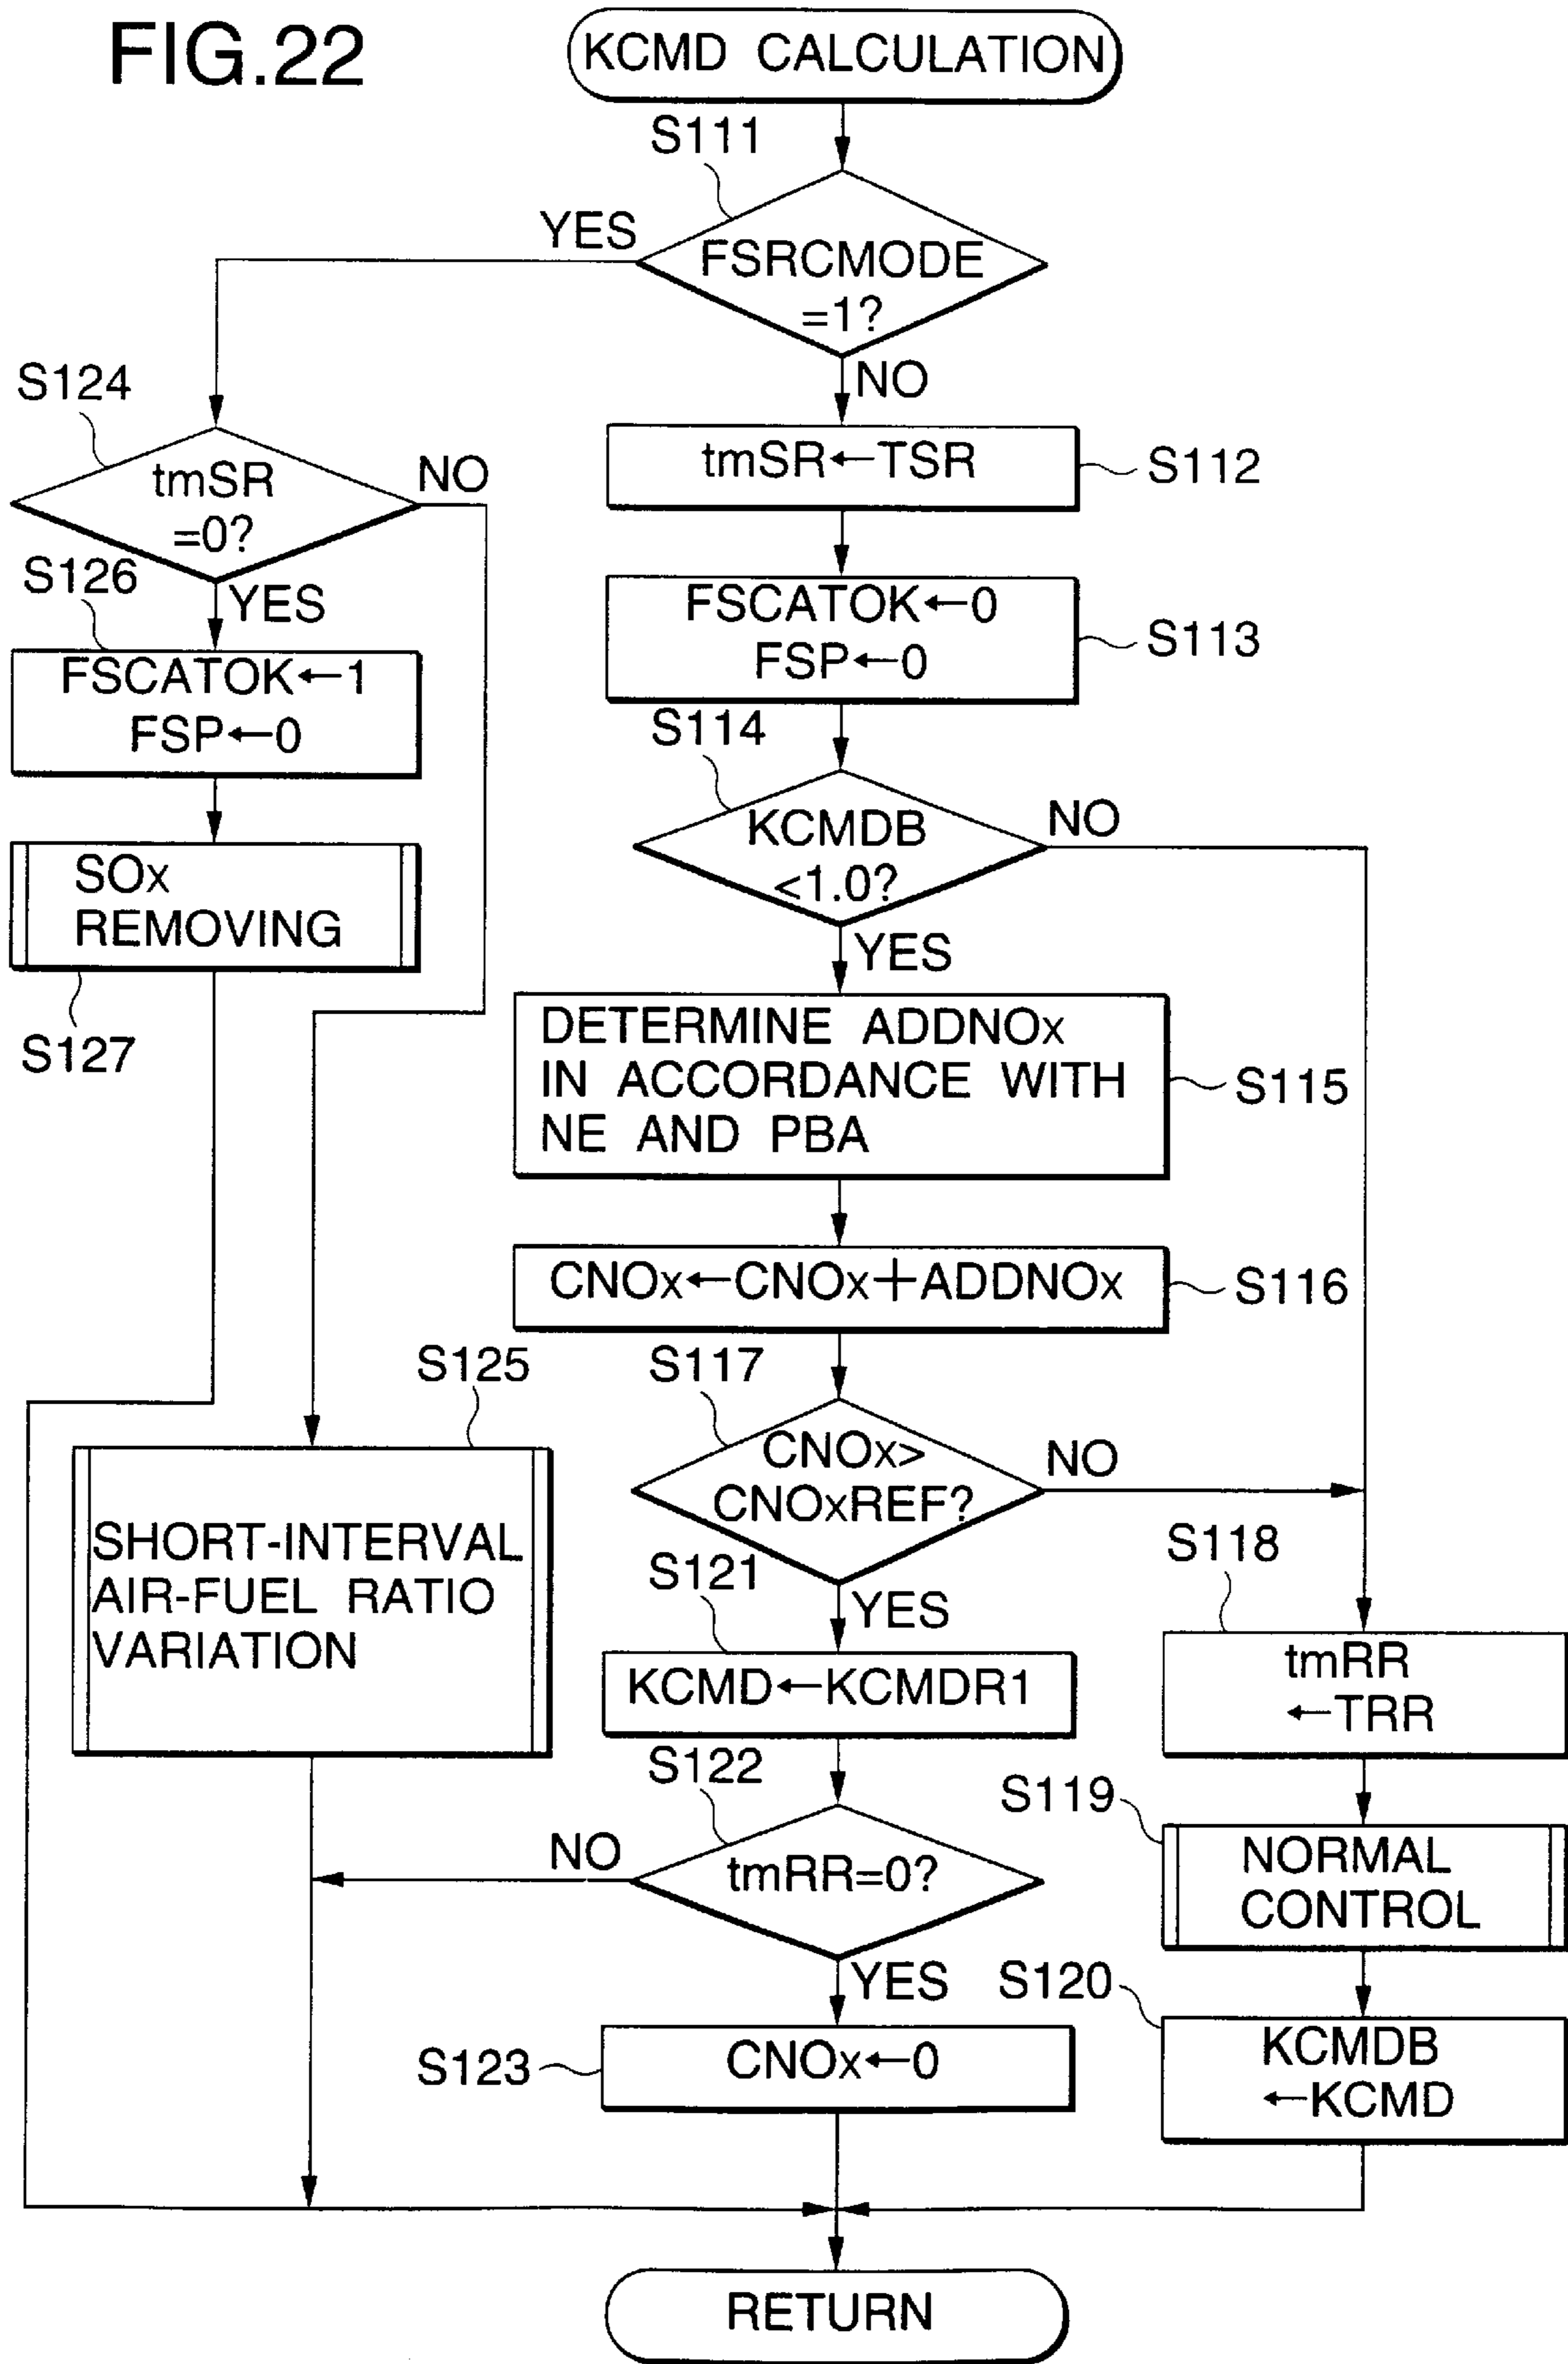 FIG.22
KCMD CALCULATION
S111
YES
FSRCMODE
=1?
NO
S124
tmSR
=0?
NO
YES
S126
FSCATOK←1
FSP←0
SOx
REMOVING
S127
tmSR←TSR
S112
FSCATOK←0
FSP←0
S113
S114
KCMDB
<1.0?
NO
YES
DETERMINE ADDNOx
IN ACCORDANCE WITH
NE AND PBA
S115
CNOx←CNOx+ADDNOx
S116
S117
CNOx>
CNOxREF?
NO
YES
S125
SHORT-INTERVAL
AIR-FUEL RATIO
VARIATION
S121
KCMD←KCMDR1
S122
NO
tmRR=0?
YES
S123
CNOx←0
S118
tmRR
←TRR
S119
NORMAL
CONTROL
S120
KCMDB
←KCMD
RETURN